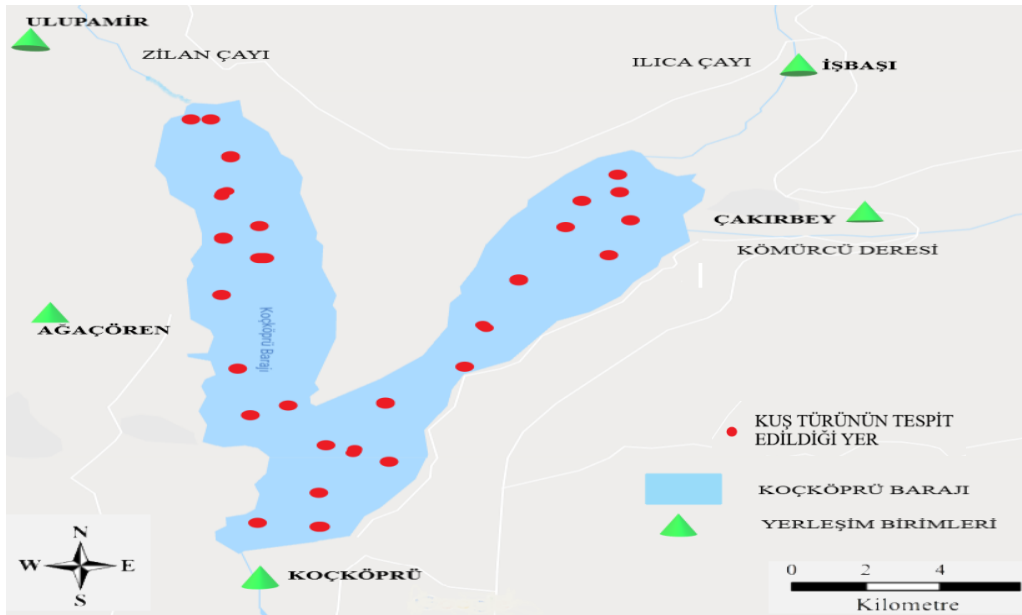 ULUPAMİR
ZİLAN ÇAYI
ILICA ÇAYI
İŞBAŞI
ÇAKIRBEY
KÖMÜRCÜ DERESİ
AĞAÇÖREN
Koçköprü Barajı
KUŞ TÜRÜNÜN TESPİT
EDİLDİĞİ YER
KOÇKÖPRÜ BARAJI
YERLEŞİM BİRİMLERİ
KOÇKÖPRÜ
N
W E
S
0 2 4
Kilometre